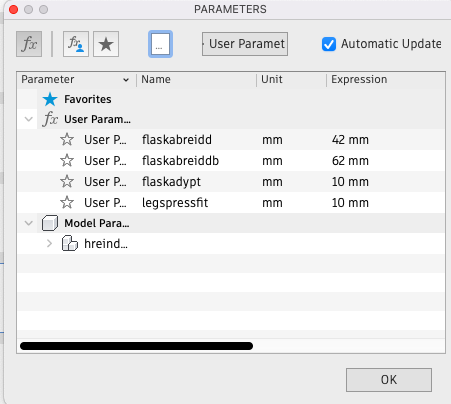 PARAMETERS
fx ... User Paramet Automatic Update
Parameter Name Unit Expression
Favorites
fx User Param...
User P... flaskabreidd mm 42 mm
User P... flaskabreiddb mm 62 mm
User P... flaskadypt mm 10 mm
User P... legspressfit mm 10 mm
Model Para...
hreind...
OK